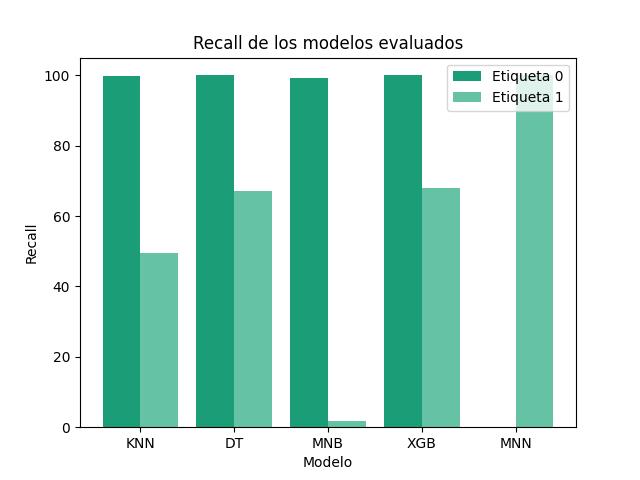 Recall de los modelos evaluados
Etiqueta 0
Etiqueta 1
100
80
60
40
20
0
Recall
KNN DT MNB XGB MNN
Modelo